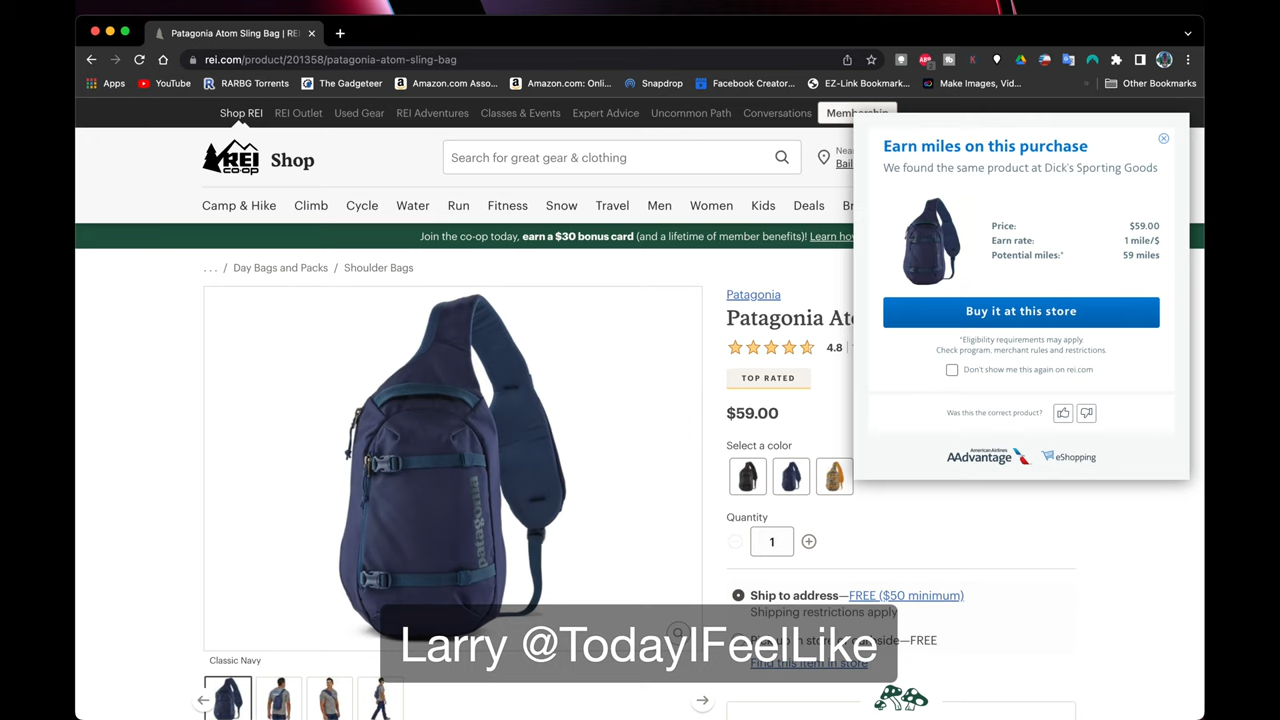 Patagonia Atom Sling Bag | REI
rei.com/product/201358/patagonia-atom-sling-bag
Apps
YouTube
RARBG Torrents
The Gadgeteer
Amazon.com Asso...
Amazon.com: Onli...
Snapdrop
Facebook Creator...
EZ-Link Bookmark...
Make Images, Vid...
»
Other Bookmarks
Shop REI
REI Outlet
Used Gear
REI Adventures
Classes & Events
Expert Advice
Uncommon Path
Conversations
Membership
REI
CO-OP
Shop
Search for great gear & clothing
Nea
Bail
Camp & Hike
Climb
Cycle
Water
Run
Fitness
Snow
Travel
Men
Women
Kids
Deals
Br
Join the co-op today, earn a $30 bonus card (and a lifetime of member benefits)! Learn how
Earn miles on this purchase
We found the same product at Dick's Sporting Goods
Price: $59.00
Earn rate: 1 mile/$
Potential miles:* 59 miles
Buy it at this store
*Eligibility requirements may apply.
Check program, merchant rules and restrictions.
Don't show me this again on rei.com
Was this the correct product?
American Airlines
AAdvantage
eShopping
... / Day Bags and Packs / Shoulder Bags
patagonia
Patagonia
Patagonia At
4.8
TOP RATED
$59.00
Select a color
Quantity
1
Ship to address—FREE ($50 minimum)
Shipping restrictions apply
FREE
Find this item in store
Larry @TodayIFeelLike
Classic Navy